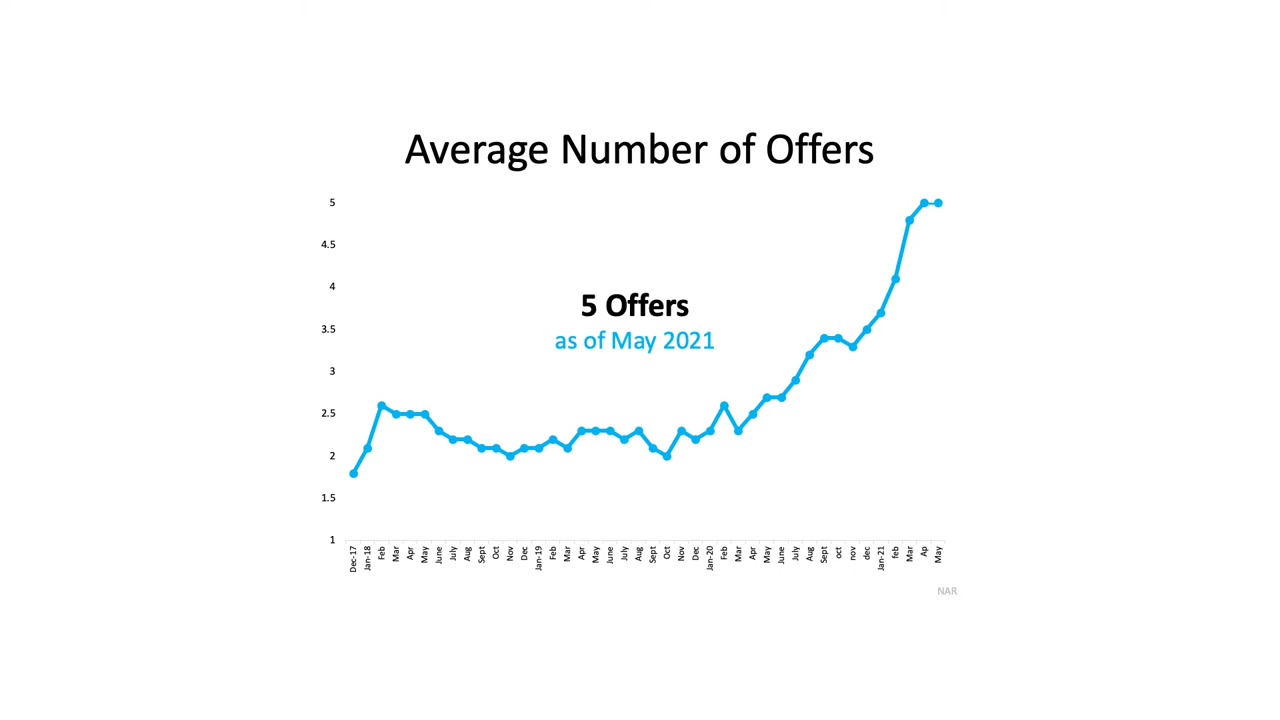 Average Number of Offers
5
4.5
4
3.5
3
2.5
2
1.5
1
5 Offers
as of May 2021
Dec-17
Jan-18
Feb
Mar
Apr
May
June
July
Aug
Sept
Oct
Nov
Dec
Jan-19
Feb
Mar
Apr
May
June
July
Aug
Sept
Oct
Nov
Dec
Jan-20
Feb
Mar
Apr
May
June
July
Aug
Sept
oct
nov
dec
Jan-21
feb
Mar
Ap
May
NAR